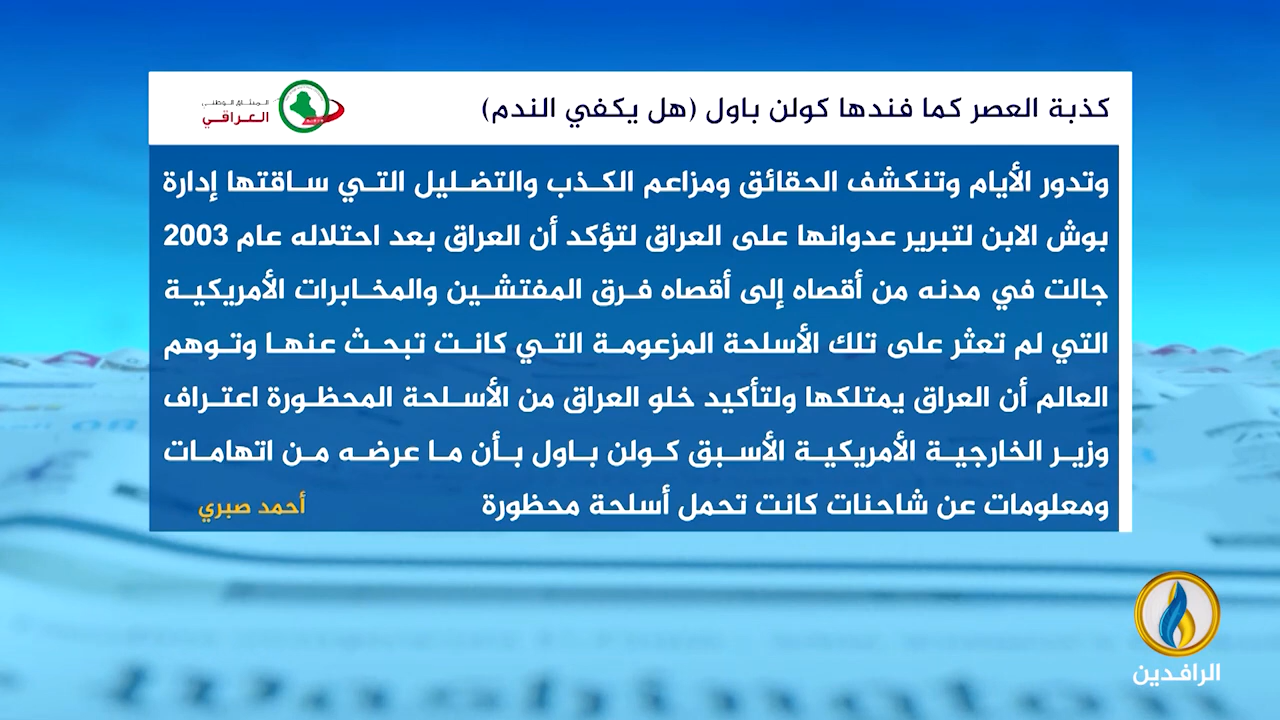 كذبة العصر كما فندها كولن باول (هل يكفي الندم)
الميثاق الوطني
العراقي
وتدور الأيام وتنكشف الحقائق ومزاعم الكذب والتضليل التي ساقتها إدارة
بوش الابن لتبرير عدوانها على العراق لتؤكد أن العراق بعد احتلاله عام 2003
جالت في مدنه من أقصاه إلى أقصاه فرق المفتشين والمخابرات الأمريكية
التي لم تعثر على تلك الأسلحة المزعومة التي كانت تبحث عنها وتوهم
العالم أن العراق يمتلكها ولتأكيد خلو العراق من الأسلحة المحظورة اعتراف
وزير الخارجية الأمريكية الأسبق كولن باول بأن ما عرضه من اتهامات
ومعلومات عن شاحنات كانت تحمل أسلحة محظورة
أحمد صبري
الرافدين